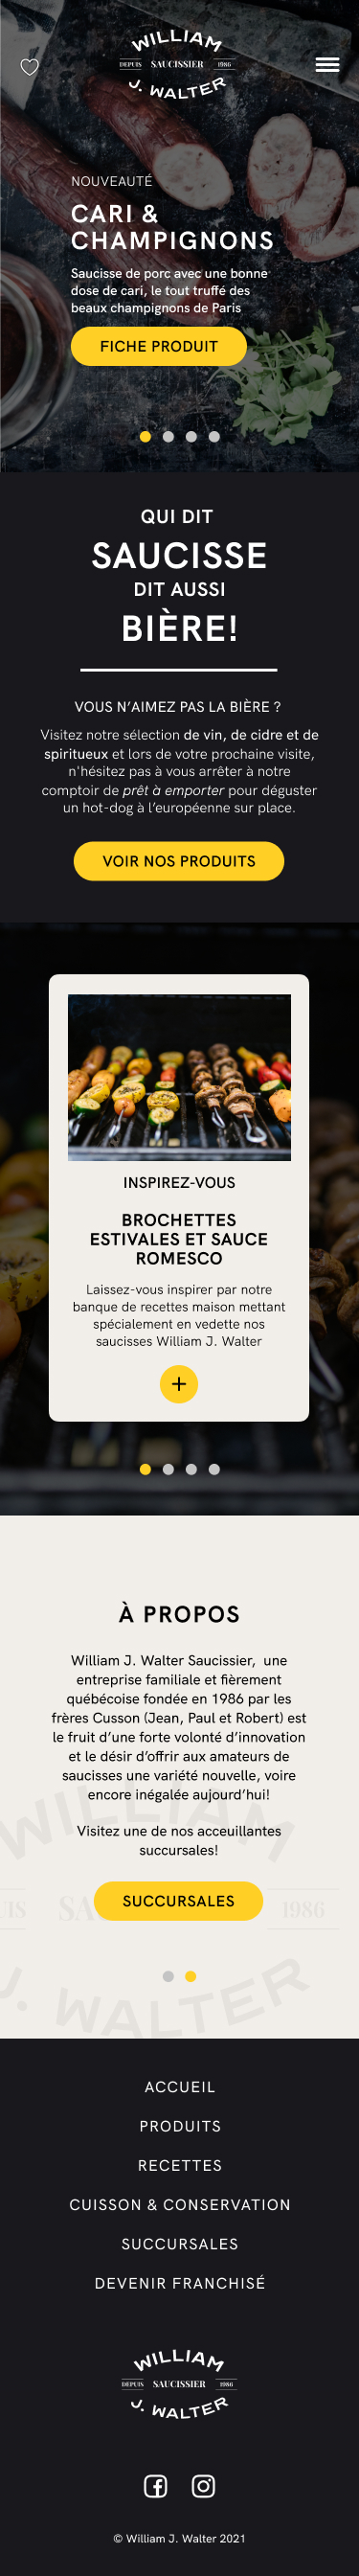 WILLIAM
DEPUIS SAUCISSIER 1986
J. WALTER
NOUVEAUTÉ
CARI &
CHAMPIGNONS
Saucisse de porc avec une bonne
dose de cari, le tout truffé des
beaux champignons de Paris
FICHE PRODUIT
QUI DIT
SAUCISSE
DIT AUSSI
BIÈRE!
VOUS N’AIMEZ PAS LA BIÈRE ?
Visitez notre sélection de vin, de cidre et de
spiritueux et lors de votre prochaine visite,
n'hésitez pas à vous arrêter à notre
comptoir de prêt à emporter pour déguster
un hot-dog à l’européenne sur place.
VOIR NOS PRODUITS
INSPIREZ-VOUS
BROCHETTES
ESTIVALES ET SAUCE
ROMESCO
Laissez-vous inspirer par notre
banque de recettes maison mettant
spécialement en vedette nos
saucisses William J. Walter
+
À PROPOS
William J. Walter Saucissier, une
entreprise familiale et fièrement
québécoise fondée en 1986 par les
frères Cusson (Jean, Paul et Robert) est
le fruit d’une forte volonté d’innovation
et le désir d’offrir aux amateurs de
saucisses une variété nouvelle, voire
encore inégalée aujourd’hui!
WILLIAM
Visitez une de nos acceuillantes
succursales!
SUCCURSALES
1986
J. WALTER
ACCUEIL
PRODUITS
RECETTES
CUISSON & CONSERVATION
SUCCURSALES
DEVENIR FRANCHISÉ
WILLIAM
DEPUIS SAUCISSIER 1986
J. WALTER
© William J. Walter 2021